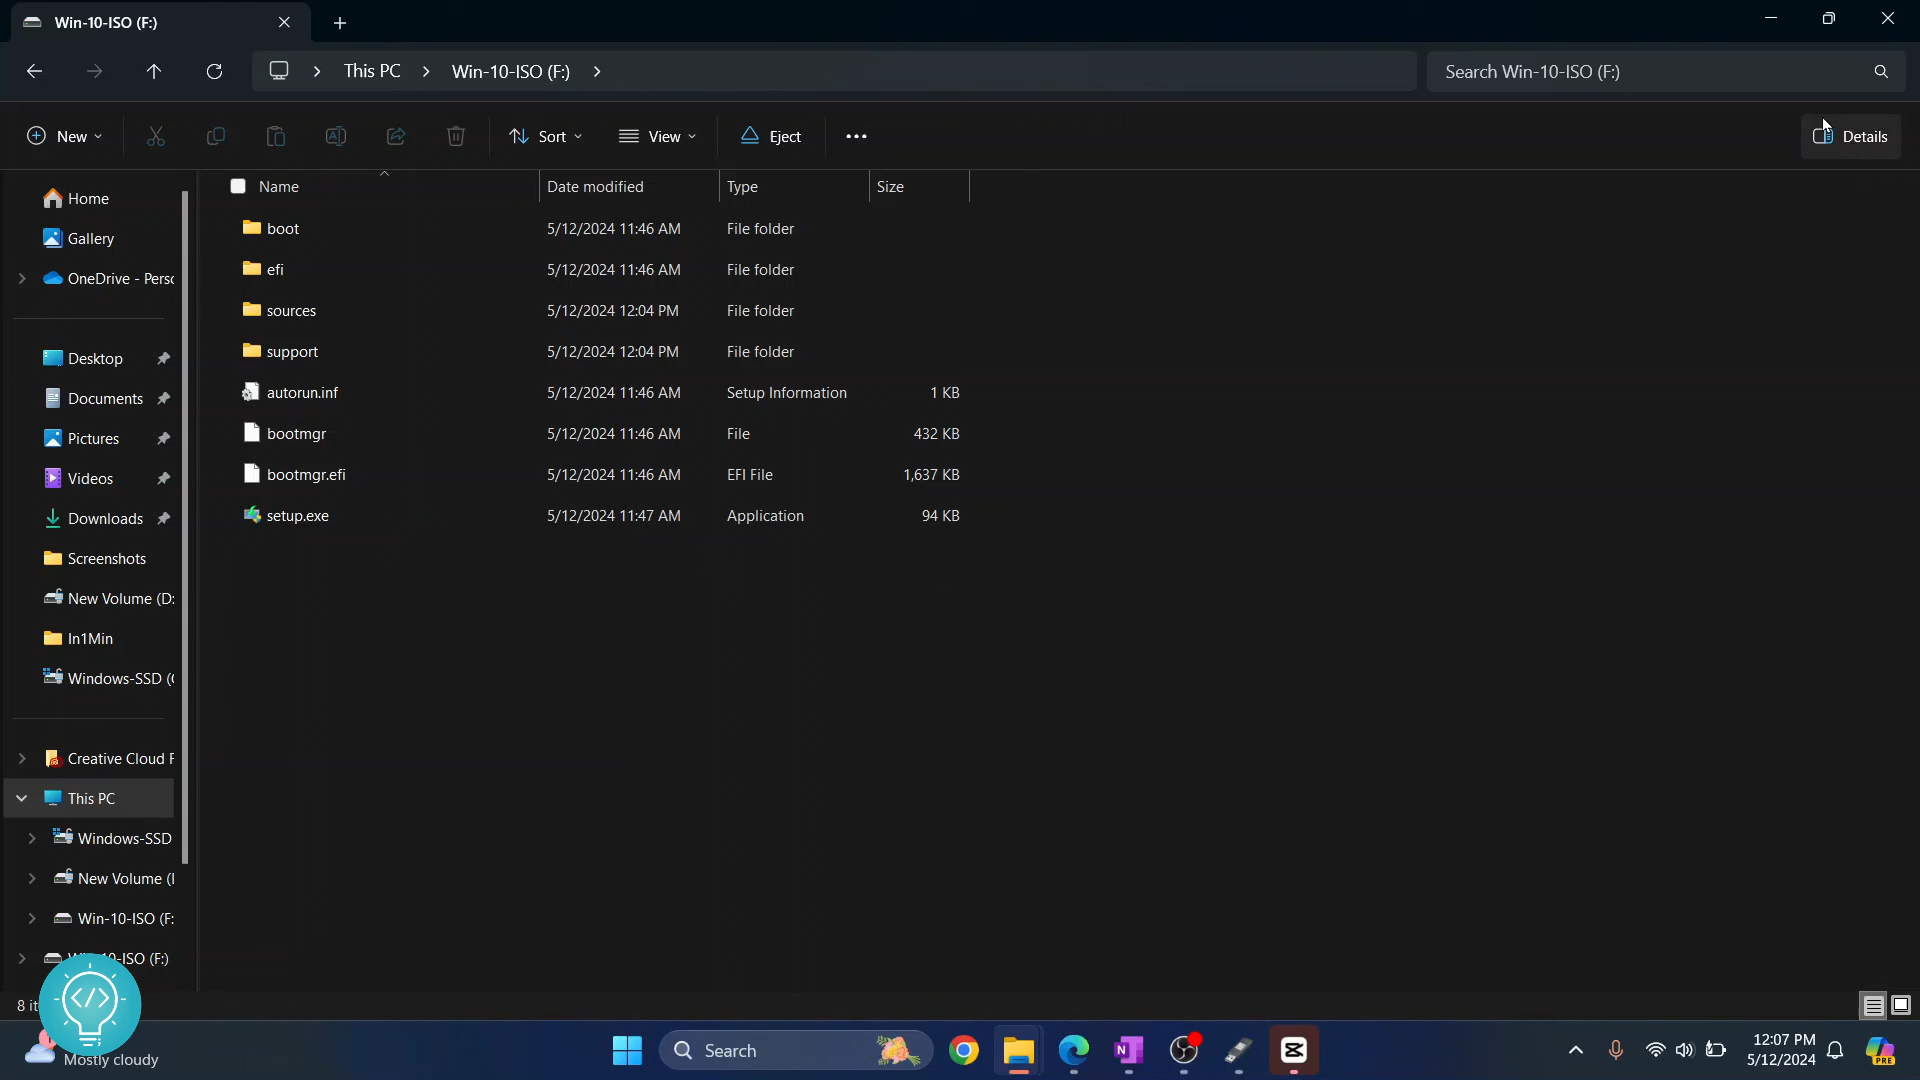 Win-10-ISO (F:)
This PC
Win-10-ISO (F:)
Search Win-10-ISO (F:)
New
Sort
View
Eject
Details
Name
Date modified
Type
Size
boot
5/12/2024 11:46 AM
File folder
efi
5/12/2024 11:46 AM
File folder
sources
5/12/2024 12:04 PM
File folder
support
5/12/2024 12:04 PM
File folder
autorun.inf
5/12/2024 11:46 AM
Setup Information
1 KB
bootmgr
5/12/2024 11:46 AM
File
432 KB
bootmgr.efi
5/12/2024 11:46 AM
EFI File
1,637 KB
setup.exe
5/12/2024 11:47 AM
Application
94 KB
Home
Gallery
OneDrive - Perso
Desktop
Documents
Pictures
Videos
Downloads
Screenshots
New Volume (D:
In1Min
Windows-SSD (
Creative Cloud F
This PC
Windows-SSD
New Volume (
Win-10-ISO (F:
-ISO (F:)
8 it
</>
Mostly cloudy
Search
12:07 PM
5/12/2024
PRE